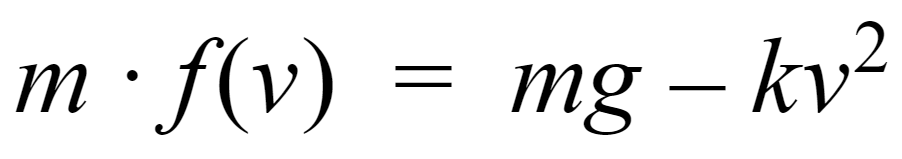 m · f(v) = mg − kv²